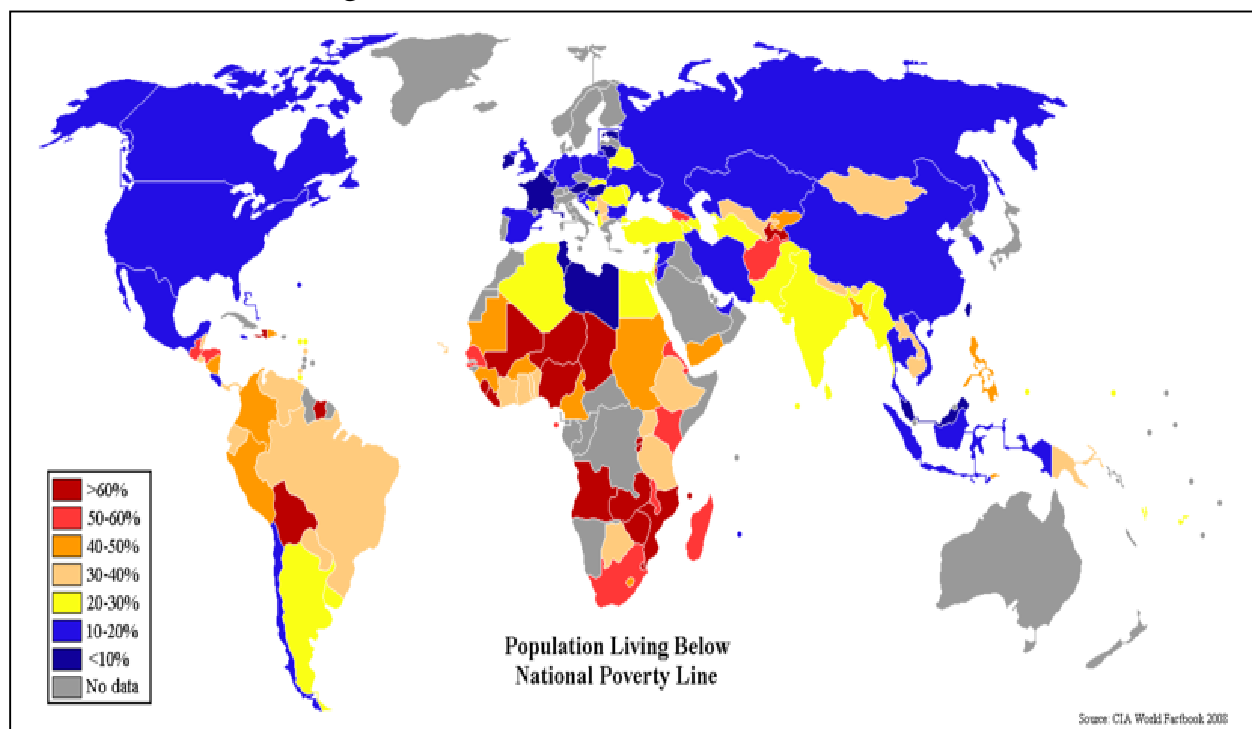 >60%
50-60%
40-50%
30-40%
20-30%
10-20%
<10%
No data
Population Living Below
National Poverty Line
Source: CIA World Factbook 2008